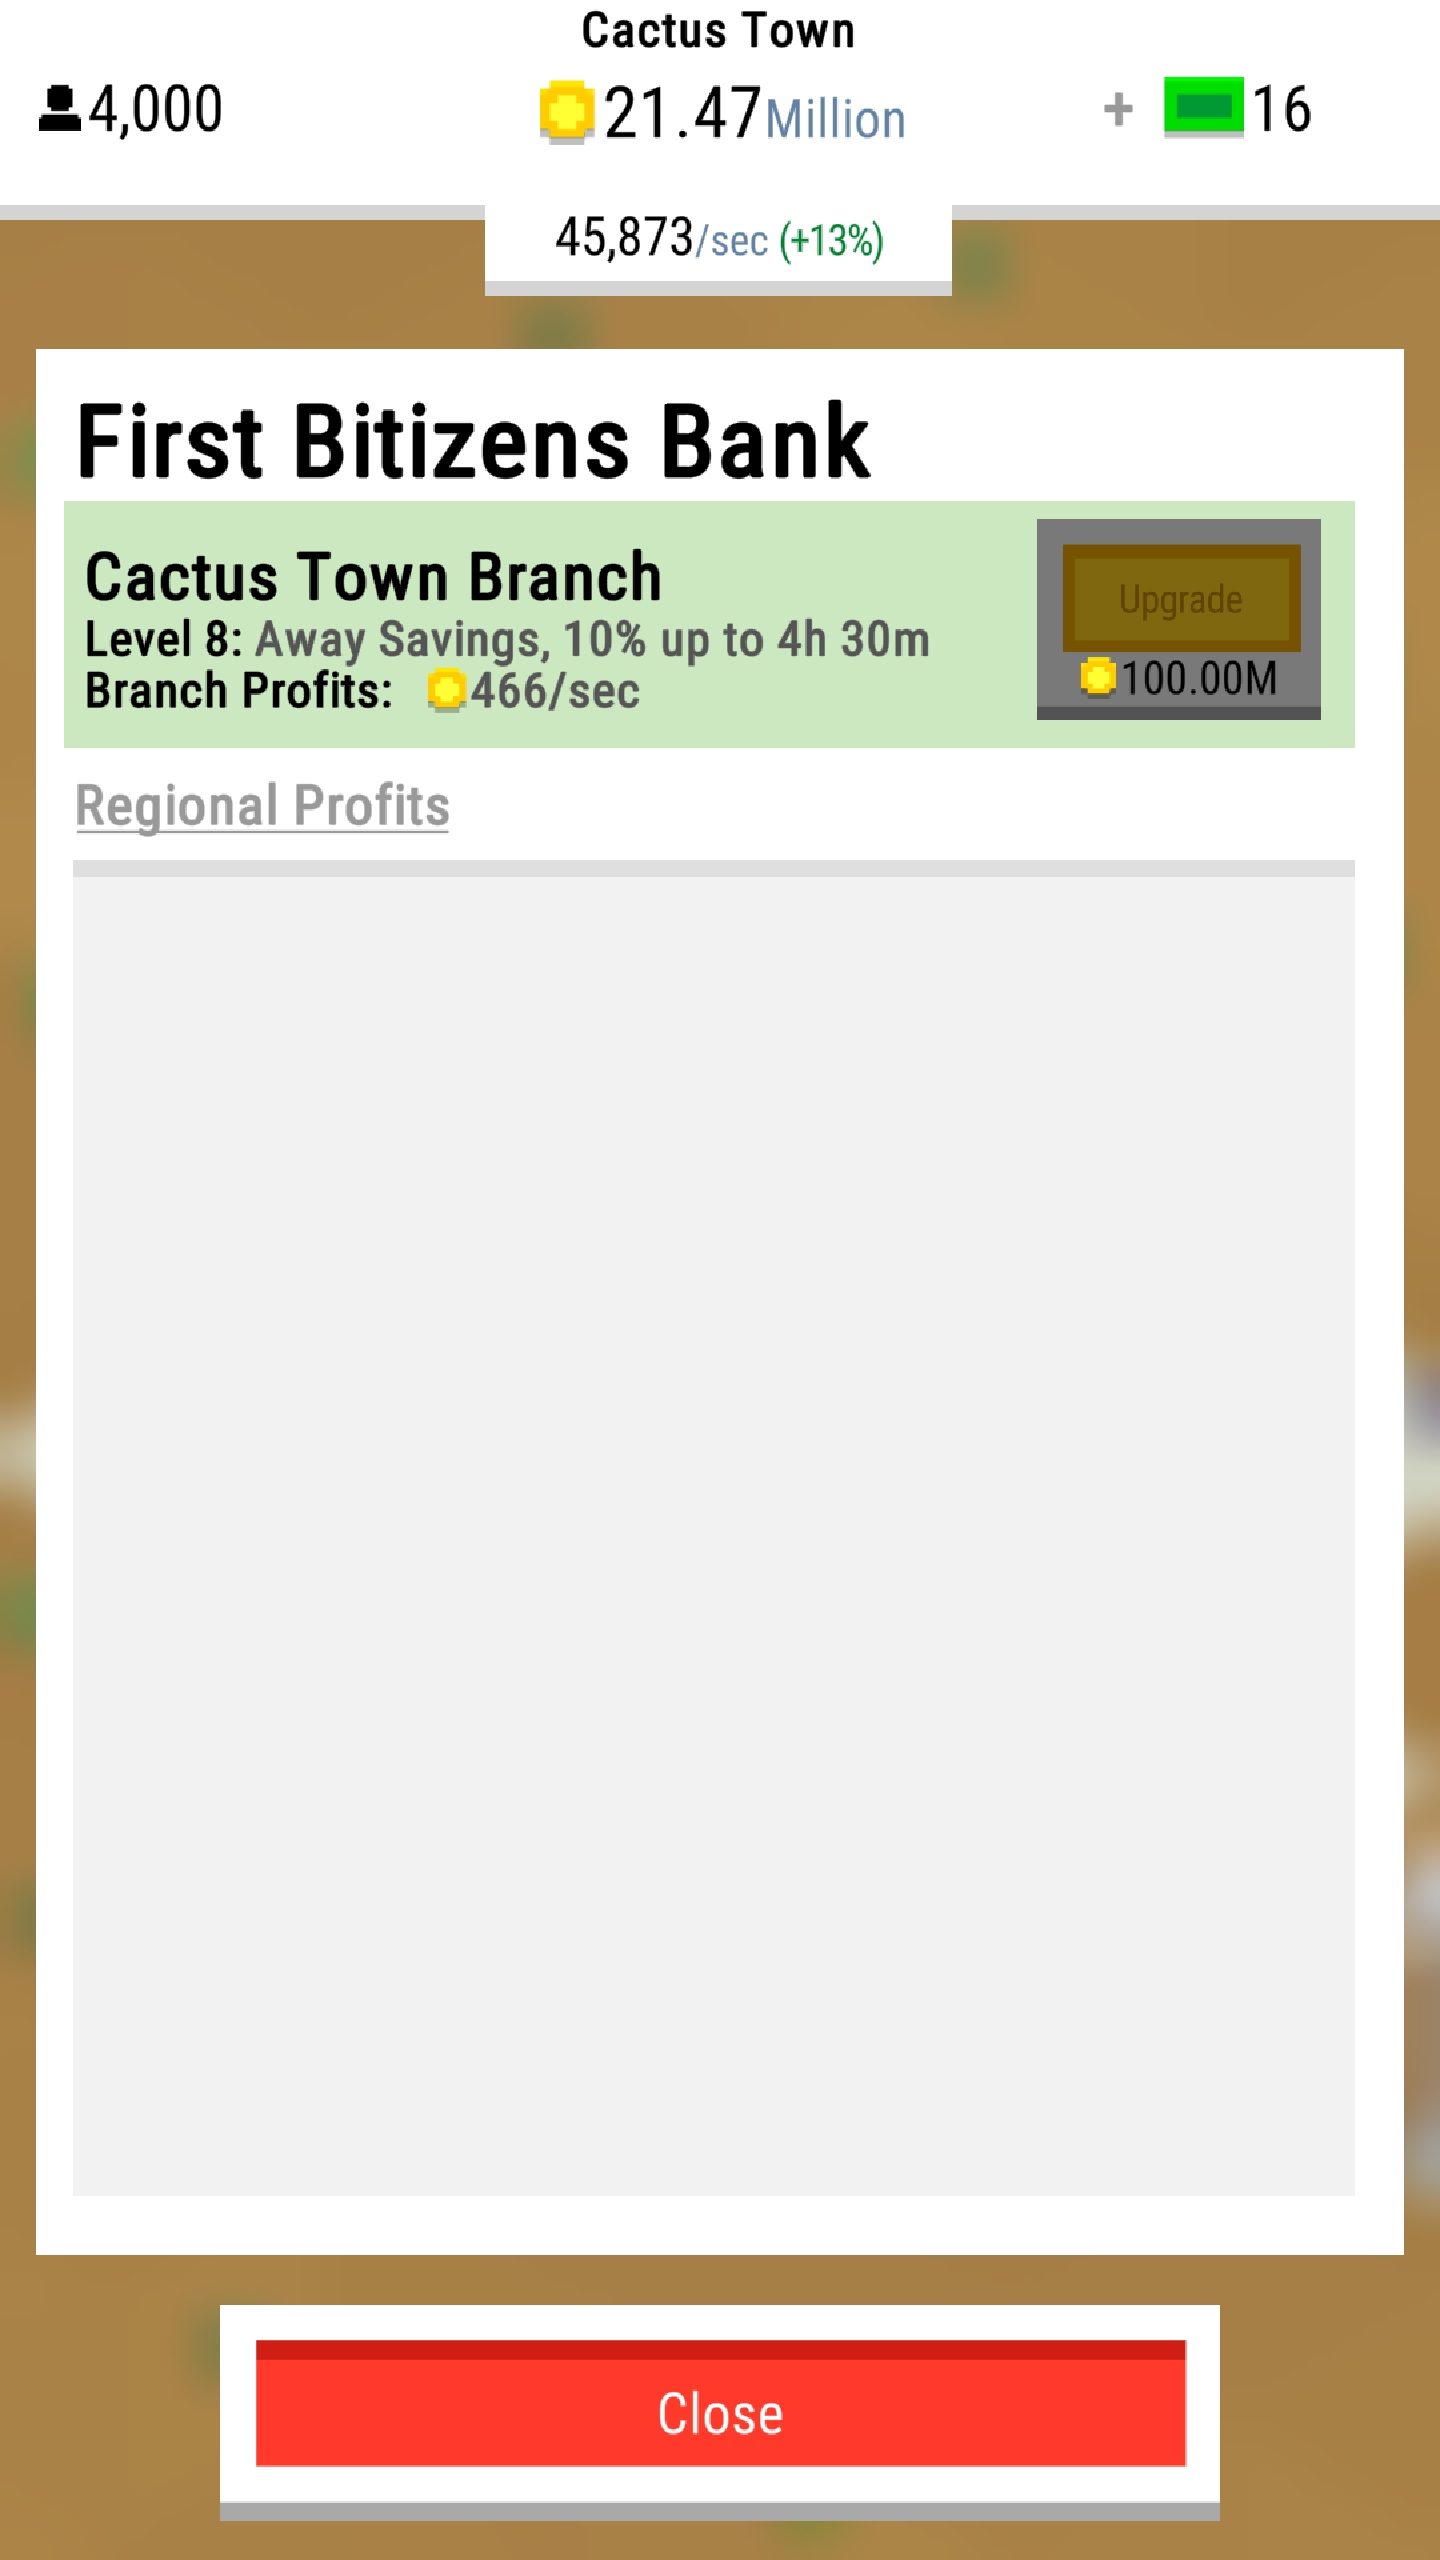 Cactus Town
4,000
21.47Million
+ 16
45,873/sec (+13%)
First Bitizens Bank
Cactus Town Branch
Level 8: Away Savings, 10% up to 4h 30m
Branch Profits: 466/sec
Upgrade
100.00M
Regional Profits
Close